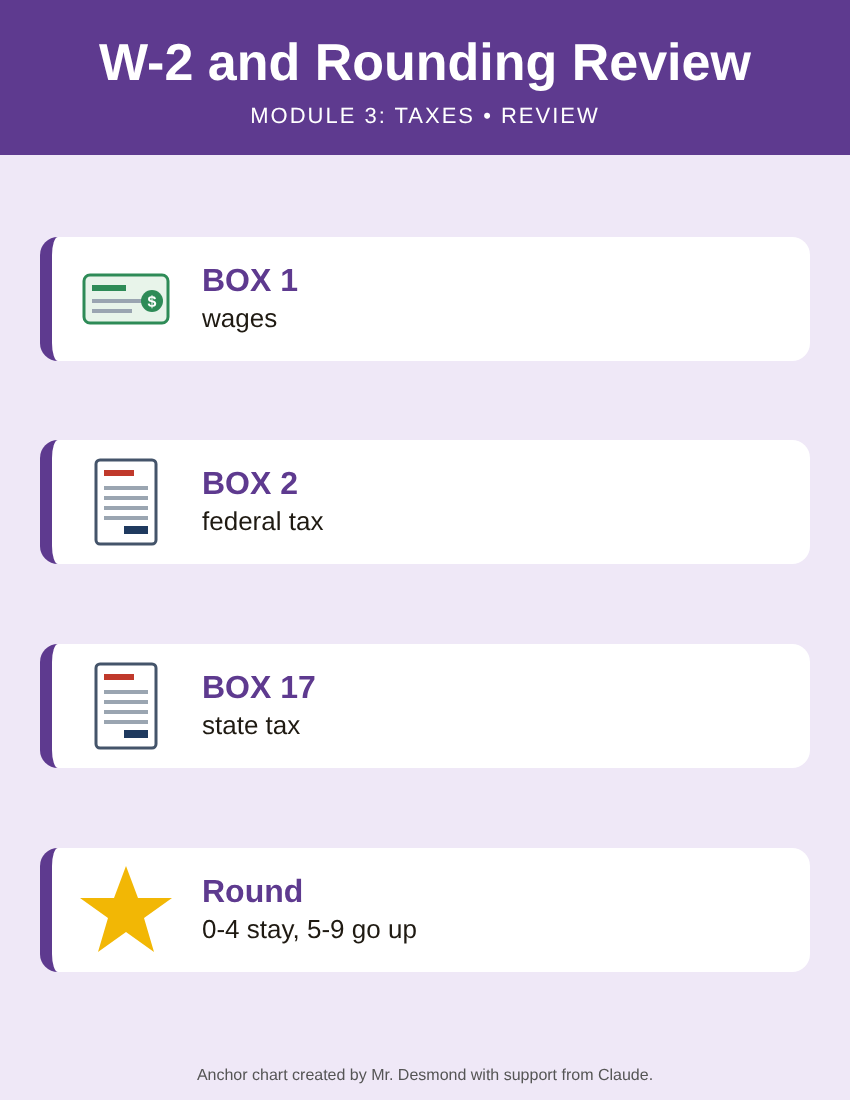 W-2 and Rounding Review
MODULE 3: TAXES • REVIEW
$
BOX 1
wages
BOX 2
federal tax
BOX 17
state tax
Round
0-4 stay, 5-9 go up
Anchor chart created by Mr. Desmond with support from Claude.